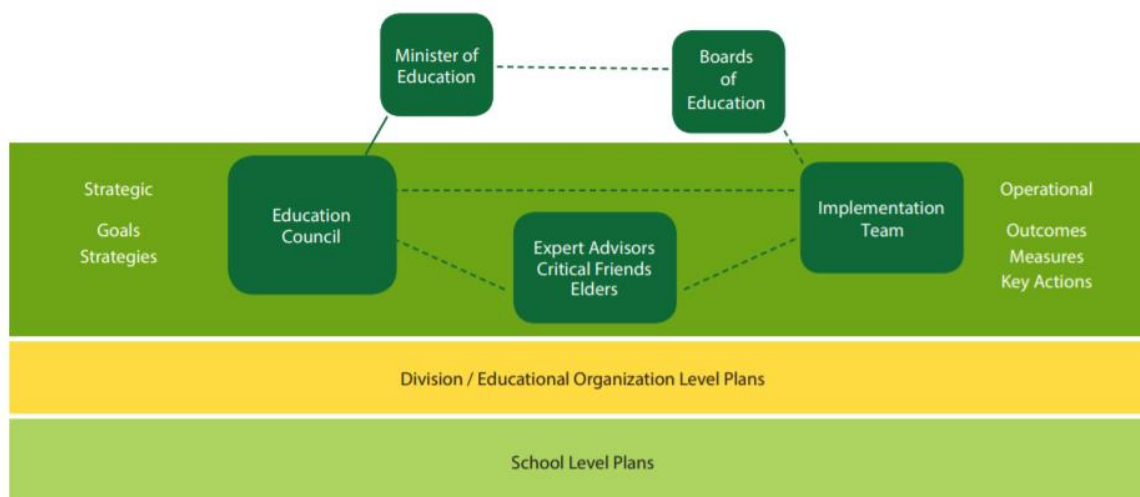 Minister of
Education
Boards
of
Education
Strategic
Goals
Strategies
Education
Council
Expert Advisors
Critical Friends
Elders
Implementation
Team
Operational
Outcomes
Measures
Key Actions
Division / Educational Organization Level Plans
School Level Plans